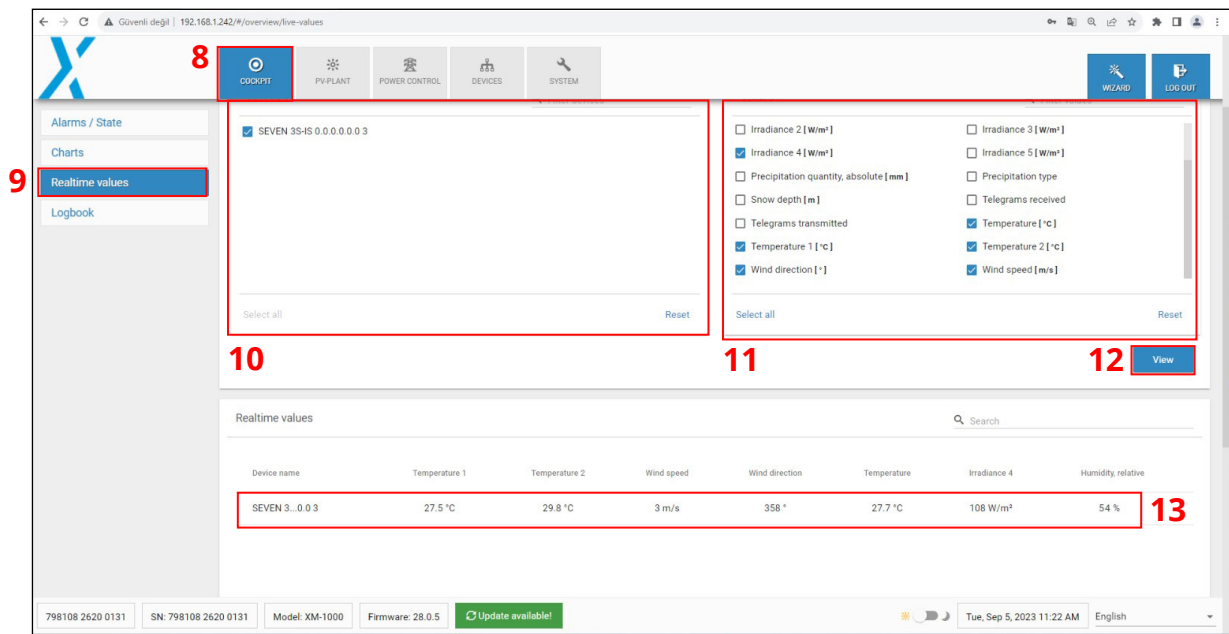 Güvenli değil | 192.168.1.242/#/overview/live-values
8
COCKPIT
PV-PLANT
POWER CONTROL
DEVICES
SYSTEM
WIZARD
LOG OUT
Alarms / State
Charts
9
Realtime values
Logbook
SEVEN 3S-IS 0.0.0.0.0.0 3
Select all
Reset
10
Irradiance 2 [ W/m² ]
Irradiance 3 [ W/m² ]
Irradiance 4 [ W/m² ]
Irradiance 5 [ W/m² ]
Precipitation quantity, absolute [ mm ]
Precipitation type
Snow depth [ m ]
Telegrams received
Telegrams transmitted
Temperature [ °C ]
Temperature 1 [ °C ]
Temperature 2 [ °C ]
Wind direction [ ° ]
Wind speed [ m/s ]
Select all
Reset
11
12
View
Realtime values
Search
Device name Temperature 1 Temperature 2 Wind speed Wind direction Temperature Irradiance 4 Humidity, relative
SEVEN 3...0.0 3 27.5 °C 29.8 °C 3 m/s 358 ° 27.7 °C 108 W/m² 54 %
13
798108 2620 0131
SN: 798108 2620 0131
Model: XM-1000
Firmware: 28.0.5
Update available!
Tue, Sep 5, 2023 11:22 AM
English